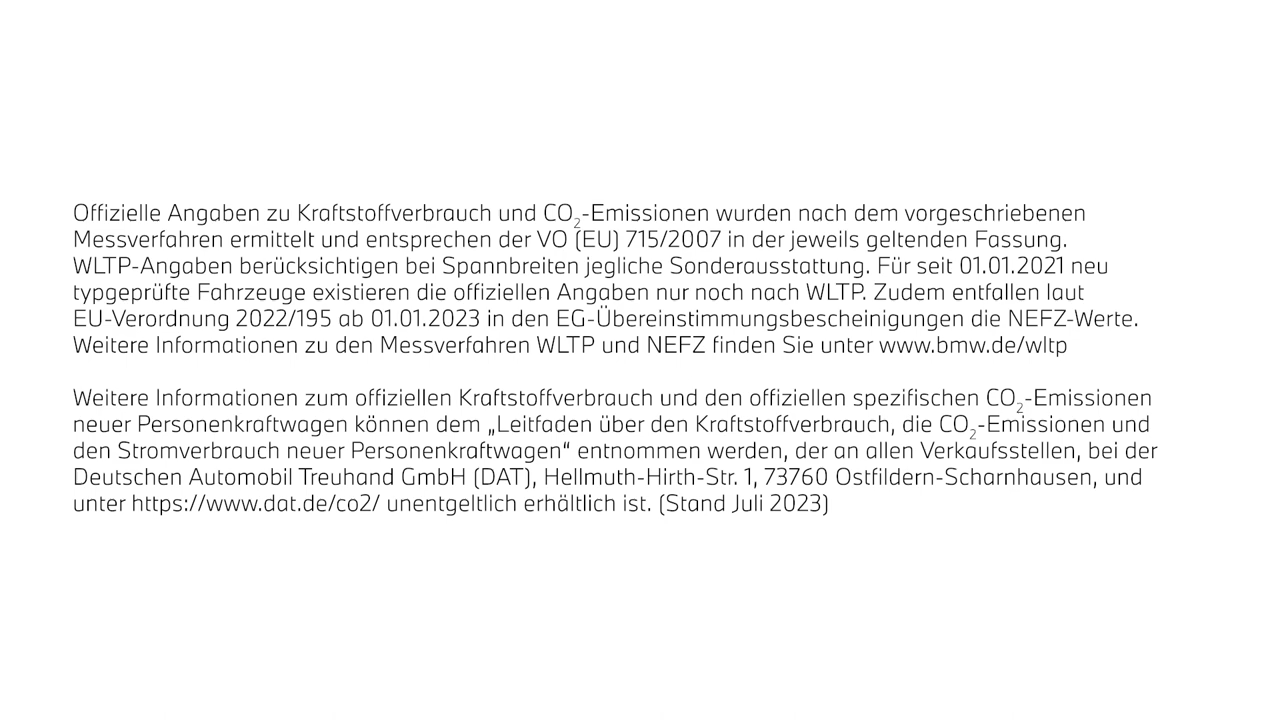 Offizielle Angaben zu Kraftstoffverbrauch und CO₂-Emissionen wurden nach dem vorgeschriebenen
Messverfahren ermittelt und entsprechen der VO (EU) 715/2007 in der jeweils geltenden Fassung.
WLTP-Angaben berücksichtigen bei Spannbreiten jegliche Sonderausstattung. Für seit 01.01.2021 neu
typgeprüfte Fahrzeuge existieren die offiziellen Angaben nur noch nach WLTP. Zudem entfallen laut
EU-Verordnung 2022/195 ab 01.01.2023 in den EG-Übereinstimmungsbescheinigungen die NEFZ-Werte.
Weitere Informationen zu den Messverfahren WLTP und NEFZ finden Sie unter www.bmw.de/wltp
Weitere Informationen zum offiziellen Kraftstoffverbrauch und den offiziellen spezifischen CO₂-Emissionen
neuer Personenkraftwagen können dem „Leitfaden über den Kraftstoffverbrauch, die CO₂-Emissionen und
den Stromverbrauch neuer Personenkraftwagen“ entnommen werden, der an allen Verkaufsstellen, bei der
Deutschen Automobil Treuhand GmbH (DAT), Hellmuth-Hirth-Str. 1, 73760 Ostfildern-Scharnhausen, und
unter https://www.dat.de/co2/ unentgeltlich erhältlich ist. (Stand Juli 2023)